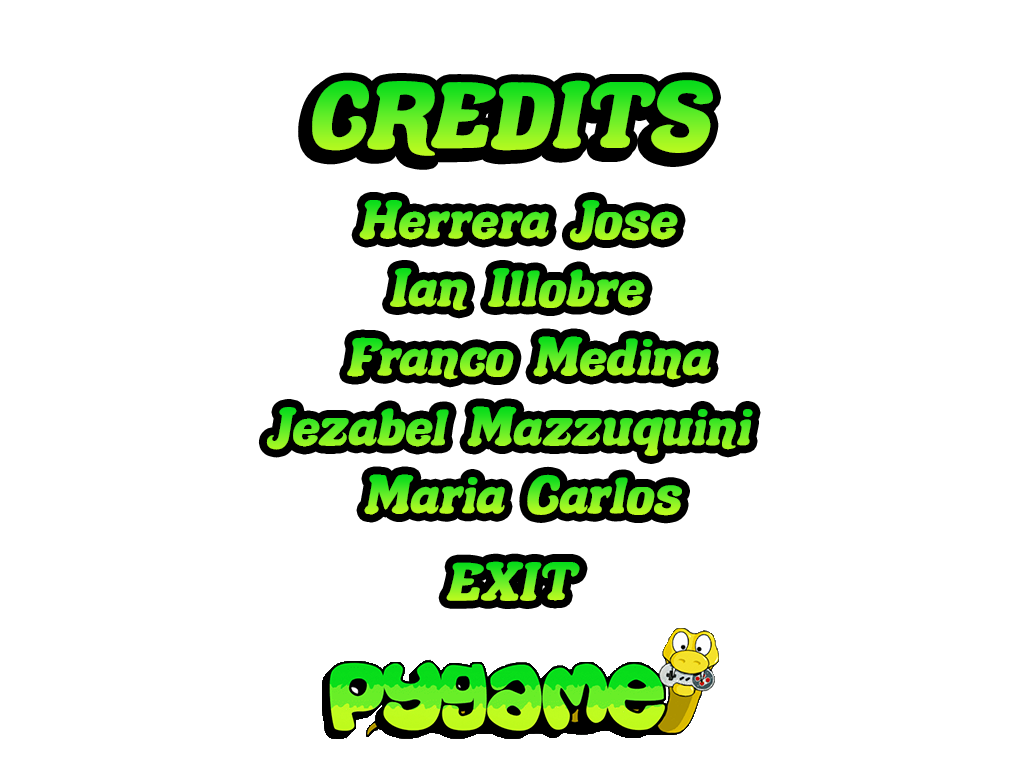 CREDITS
Herrera Jose
Ian Illobre
Franco Medina
Jezabel Mazzuquini
Maria Carlos
EXIT
pygame